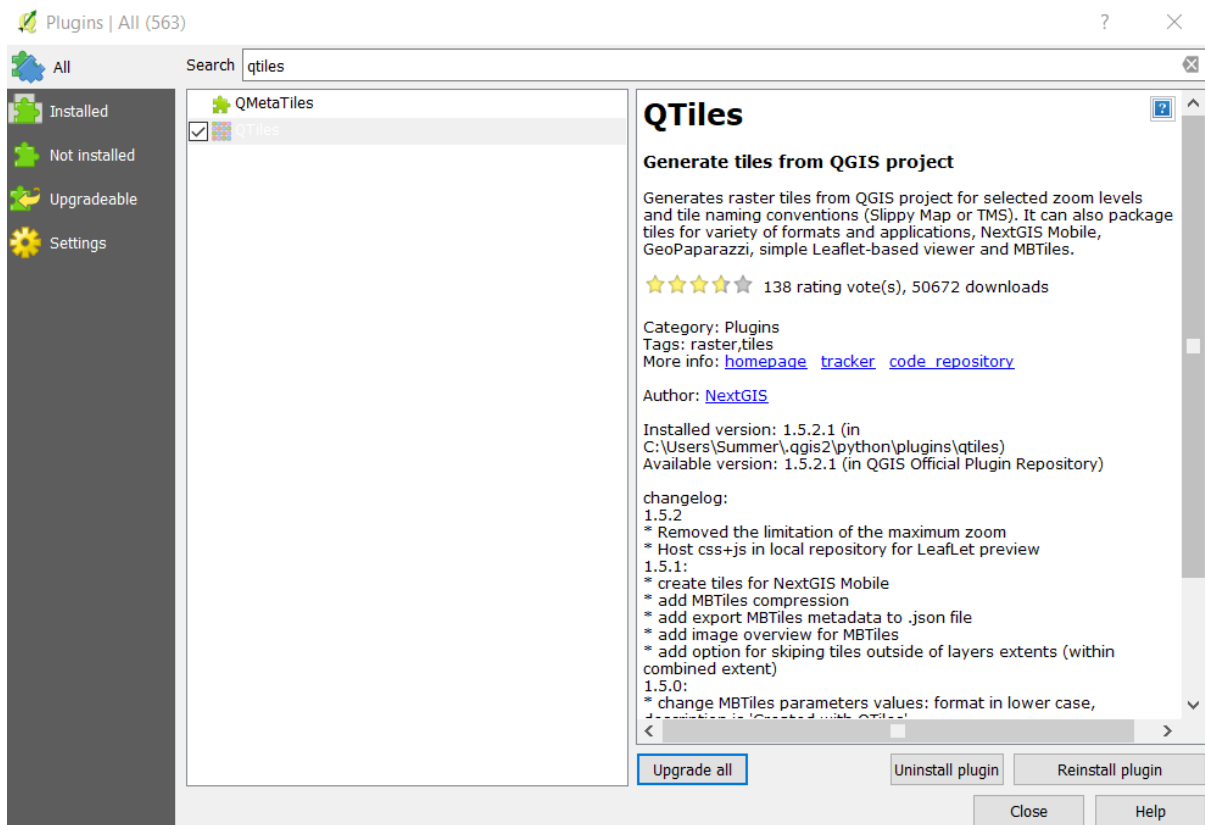 Plugins | All (563)
?
All
Search
qtiles
Installed
Not installed
Upgradeable
Settings
QMetaTiles
QTiles
QTiles
?
Generate tiles from QGIS project
Generates raster tiles from QGIS project for selected zoom levels
and tile naming conventions (Slippy Map or TMS). It can also package
tiles for variety of formats and applications, NextGIS Mobile,
GeoPaparazzi, simple Leaflet-based viewer and MBTiles.
138 rating vote(s), 50672 downloads
Category: Plugins
Tags: raster,tiles
More info: homepage tracker code_repository
Author: NextGIS
Installed version: 1.5.2.1 (in
C:\Users\Summer\.qgis2\python\plugins\qtiles)
Available version: 1.5.2.1 (in QGIS Official Plugin Repository)
changelog:
1.5.2
* Removed the limitation of the maximum zoom
* Host css+js in local repository for LeafLet preview
1.5.1:
* create tiles for NextGIS Mobile
* add MBTiles compression
* add export MBTiles metadata to .json file
* add image overview for MBTiles
* add option for skiping tiles outside of layers extents (within
combined extent)
1.5.0:
* change MBTiles parameters values: format in lower case,
description is 'Created with QTiles'
Upgrade all
Uninstall plugin
Reinstall plugin
Close
Help